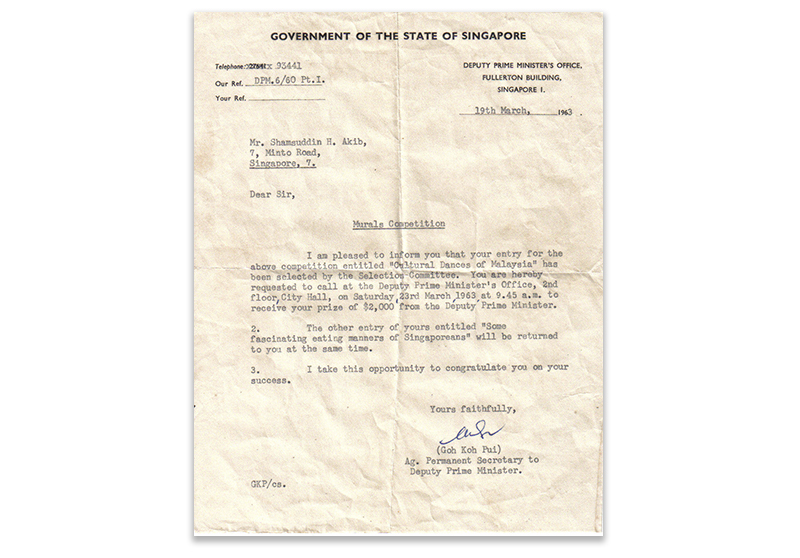 GOVERNMENT OF THE STATE OF SINGAPORE
Telephone: 27641xx 93441
Our Ref. DPM.6/60 Pt.I.
Your Ref.
DEPUTY PRIME MINISTER'S OFFICE,
FULLERTON BUILDING,
SINGAPORE 1.
19th March, 1963.
Mr. Shamsuddin H. Akib,
7, Minto Road,
Singapore, 7.
Dear Sir,
Murals Competition
I am pleased to inform you that your entry for the
above competition entitled "Cultural Dances of Malaysia" has
been selected by the Selection Committee. You are hereby
requested to call at the Deputy Prime Minister's Office, 2nd
floor, City Hall, on Saturday, 23rd March 1963 at 9.45 a.m. to
receive your prize of $2,000 from the Deputy Prime Minister.
2. The other entry of yours entitled "Some
fascinating eating manners of Singaporeans" will be returned
to you at the same time.
3. I take this opportunity to congratulate you on your
success.
Yours faithfully,
(Goh Koh Pui)
Ag. Permanent Secretary to
Deputy Prime Minister.
GKP/cs.